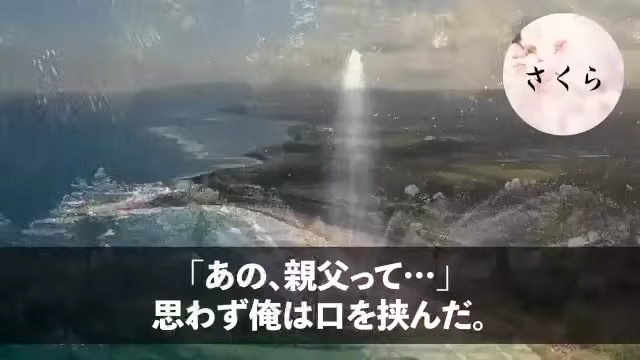 さくら
「あの、親父って…」
思わず俺は口を挟んだ。